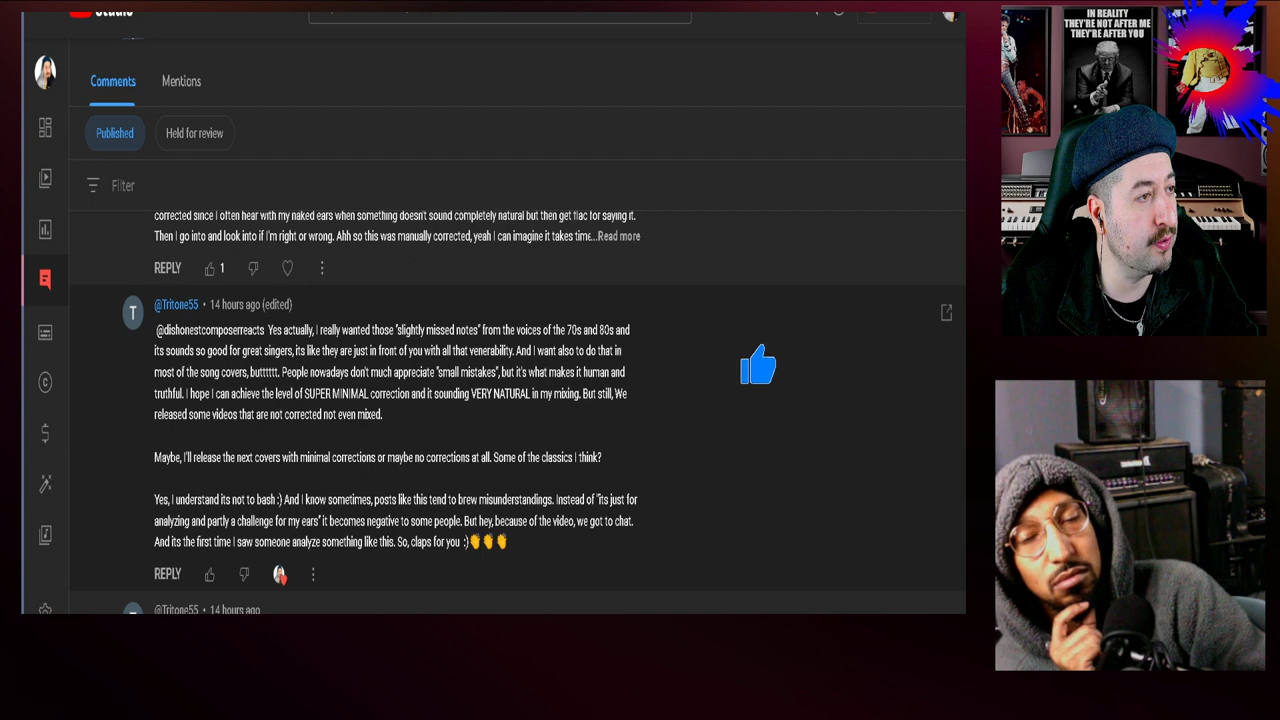 Studio
Comments
Mentions
Published
Held for review
Filter
corrected since I often hear with my naked ears when something doesn't sound completely natural but then get flac for saying it.
Then I go into and look into if I'm right or wrong. Ahh so this was manually corrected, yeah I can imagine it takes time...Read more
REPLY 1
T
@Tritone55 • 14 hours ago (edited)
@dishonestcomposerreacts Yes actually, I really wanted those "slightly missed notes" from the voices of the 70s and 80s and
its sounds so good for great singers, its like they are just in front of you with all that venerability. And I want also to do that in
most of the song covers, butttttt. People nowadays don't much appreciate "small mistakes", but it's what makes it human and
truthful. I hope I can achieve the level of SUPER MINIMAL correction and it sounding VERY NATURAL in my mixing. But still, We
released some videos that are not corrected not even mixed.
Maybe, I'll release the next covers with minimal corrections or maybe no corrections at all. Some of the classics I think?
Yes, I understand its not to bash :) And I know sometimes, posts like this tend to brew misunderstandings. Instead of "its just for
analyzing and partly a challenge for my ears" it becomes negative to some people. But hey, because of the video, we got to chat.
And its the first time I saw someone analyze something like this. So, claps for you :)👏👏👏
REPLY
@Tritone55 • 14 hours ago
IN REALITY
THEY'RE NOT AFTER ME
THEY'RE AFTER YOU